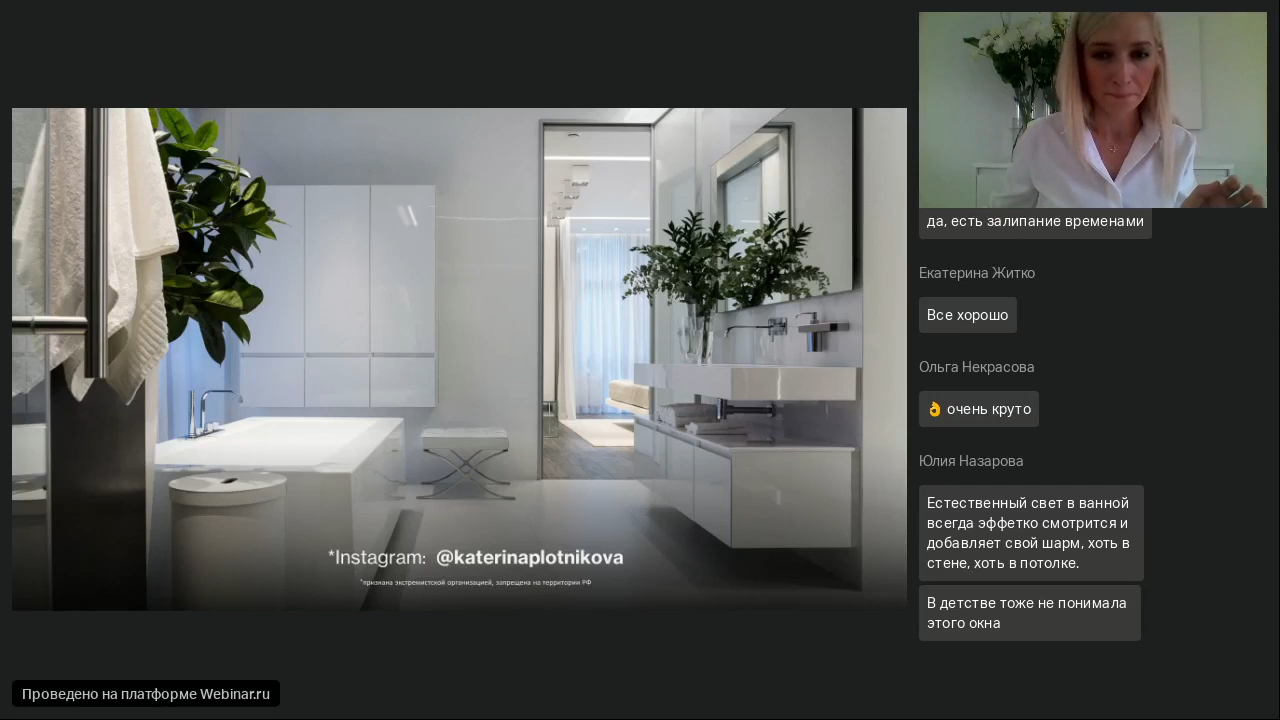 да, есть залипание временами
Екатерина Житко
Все хорошо
Ольга Некрасова
👌 очень круто
Юлия Назарова
Естественный свет в ванной
всегда эффетко смотрится и
добавляет свой шарм, хоть в
стене, хоть в потолке.
В детстве тоже не понимала
этого окна
*Instagram: @katerinaplotnikova
*признана экстремистской организацией, запрещена на территории РФ
Проведено на платформе Webinar.ru